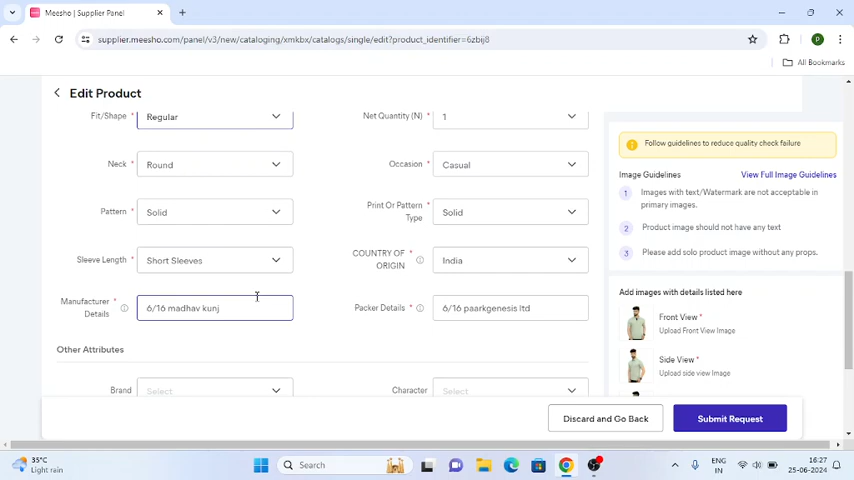 Meesho | Supplier Panel
supplier.meesho.com/panel/v3/new/cataloging/xmkbx/catalogs/single/edit?product_identifier=6zbij8
P
All Bookmarks
Edit Product
Fit/Shape * Regular
Net Quantity (N) * 1
Neck * Round
Occasion * Casual
Pattern * Solid
Print Or Pattern Type * Solid
Sleeve Length * Short Sleeves
COUNTRY OF ORIGIN * India
Manufacturer Details * 6/16 madhav kunj
Packer Details * 6/16 paarkgenesis ltd
Other Attributes
Brand Select
Character Select
Follow guidelines to reduce quality check failure
Image Guidelines View Full Image Guidelines
1 Images with text/Watermark are not acceptable in primary images.
2 Product image should not have any text
3 Please add solo product image without any props.
Add images with details listed here
Front View *
Upload Front View Image
Side View *
Upload side view Image
Discard and Go Back
Submit Request
35°C
Light rain
Search
ENG
IN
16:27
25-06-2024